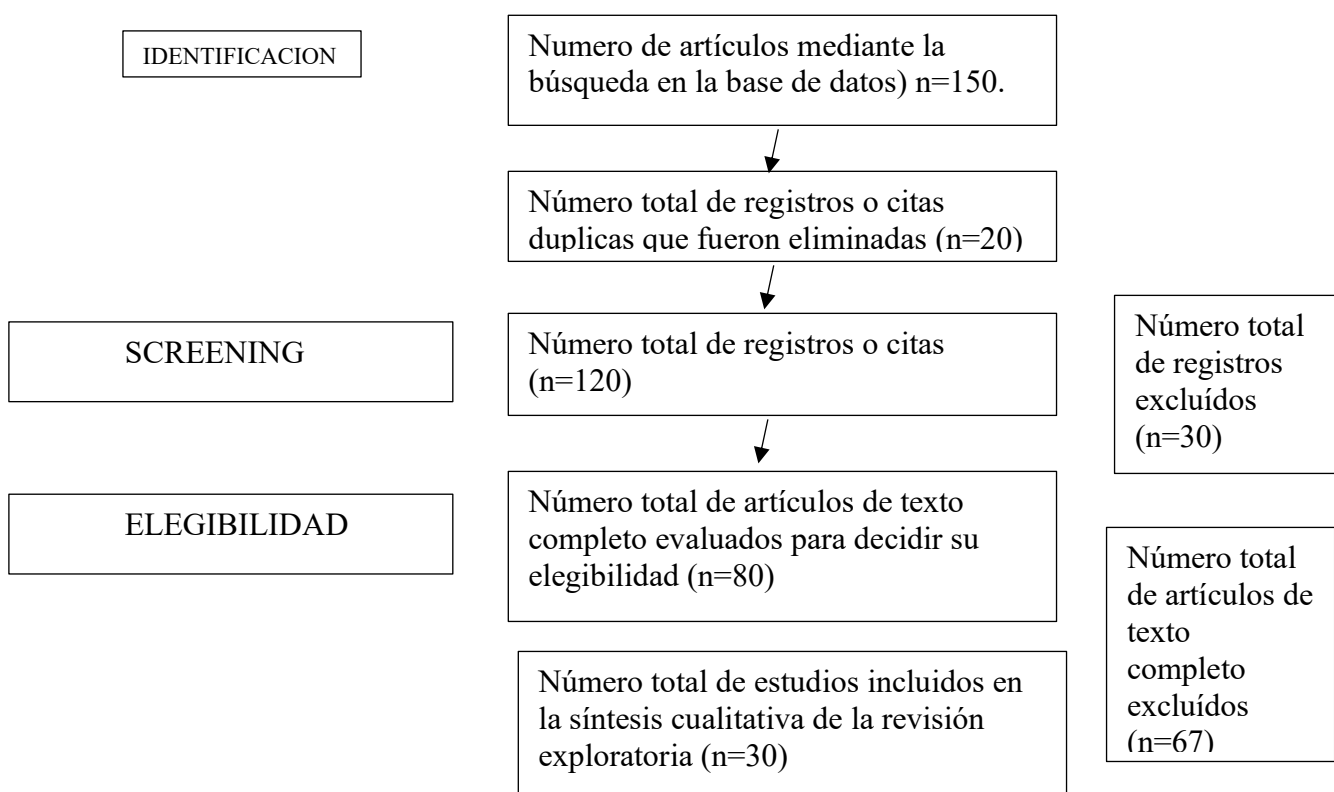 IDENTIFICACION
Numero de artículos mediante la
búsqueda en la base de datos) n=150.
Número total de registros o citas
duplicas que fueron eliminadas (n=20)
SCREENING
Número total de registros o citas
(n=120)
Número total
de registros
excluídos
(n=30)
ELEGIBILIDAD
Número total de artículos de texto
completo evaluados para decidir su
elegibilidad (n=80)
Número total
de artículos de
texto
completo
excluídos
(n=67)
Número total de estudios incluidos en
la síntesis cualitativa de la revisión
exploratoria (n=30)